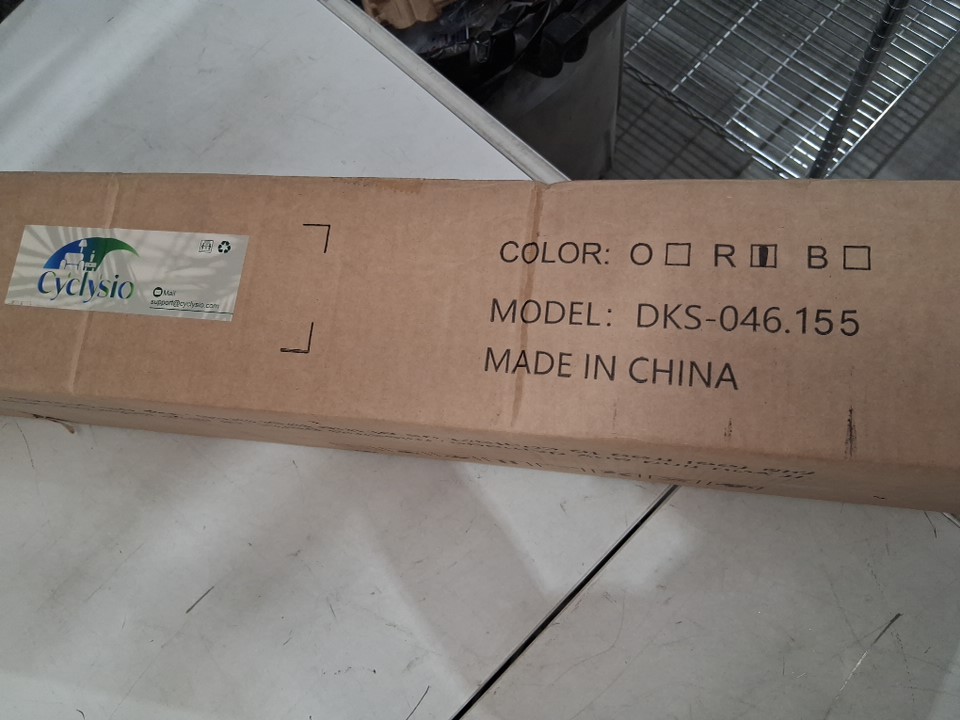 Cyclysio
Mail
support@cyclysio.com
COLOR: O □ R ▮ B □
MODEL: DKS-046.155
MADE IN CHINA